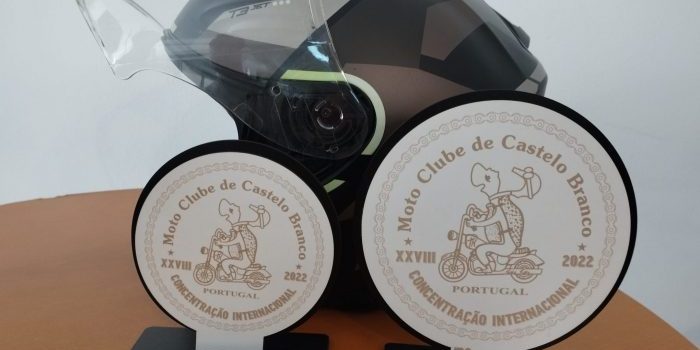 Moto Clube de Castelo Branco
XXVIII 2022
PORTUGAL
CONCENTRAÇÃO INTERNACIONAL
Moto Clube de Castelo Branco
XXVIII 2022
PORTUGAL
CONCENTRAÇÃO INTERNACIONAL